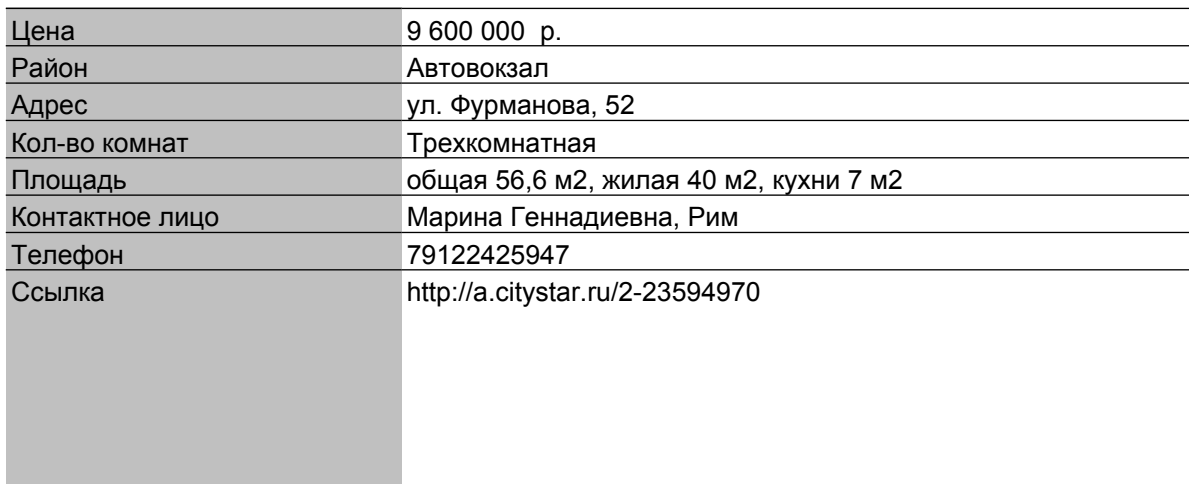 Цена 9 600 000 р.
Район Автовокзал
Адрес ул. Фурманова, 52
Кол-во комнат Трехкомнатная
Площадь общая 56,6 м2, жилая 40 м2, кухни 7 м2
Контактное лицо Марина Геннадиевна, Рим
Телефон 79122425947
Ссылка http://a.citystar.ru/2-23594970